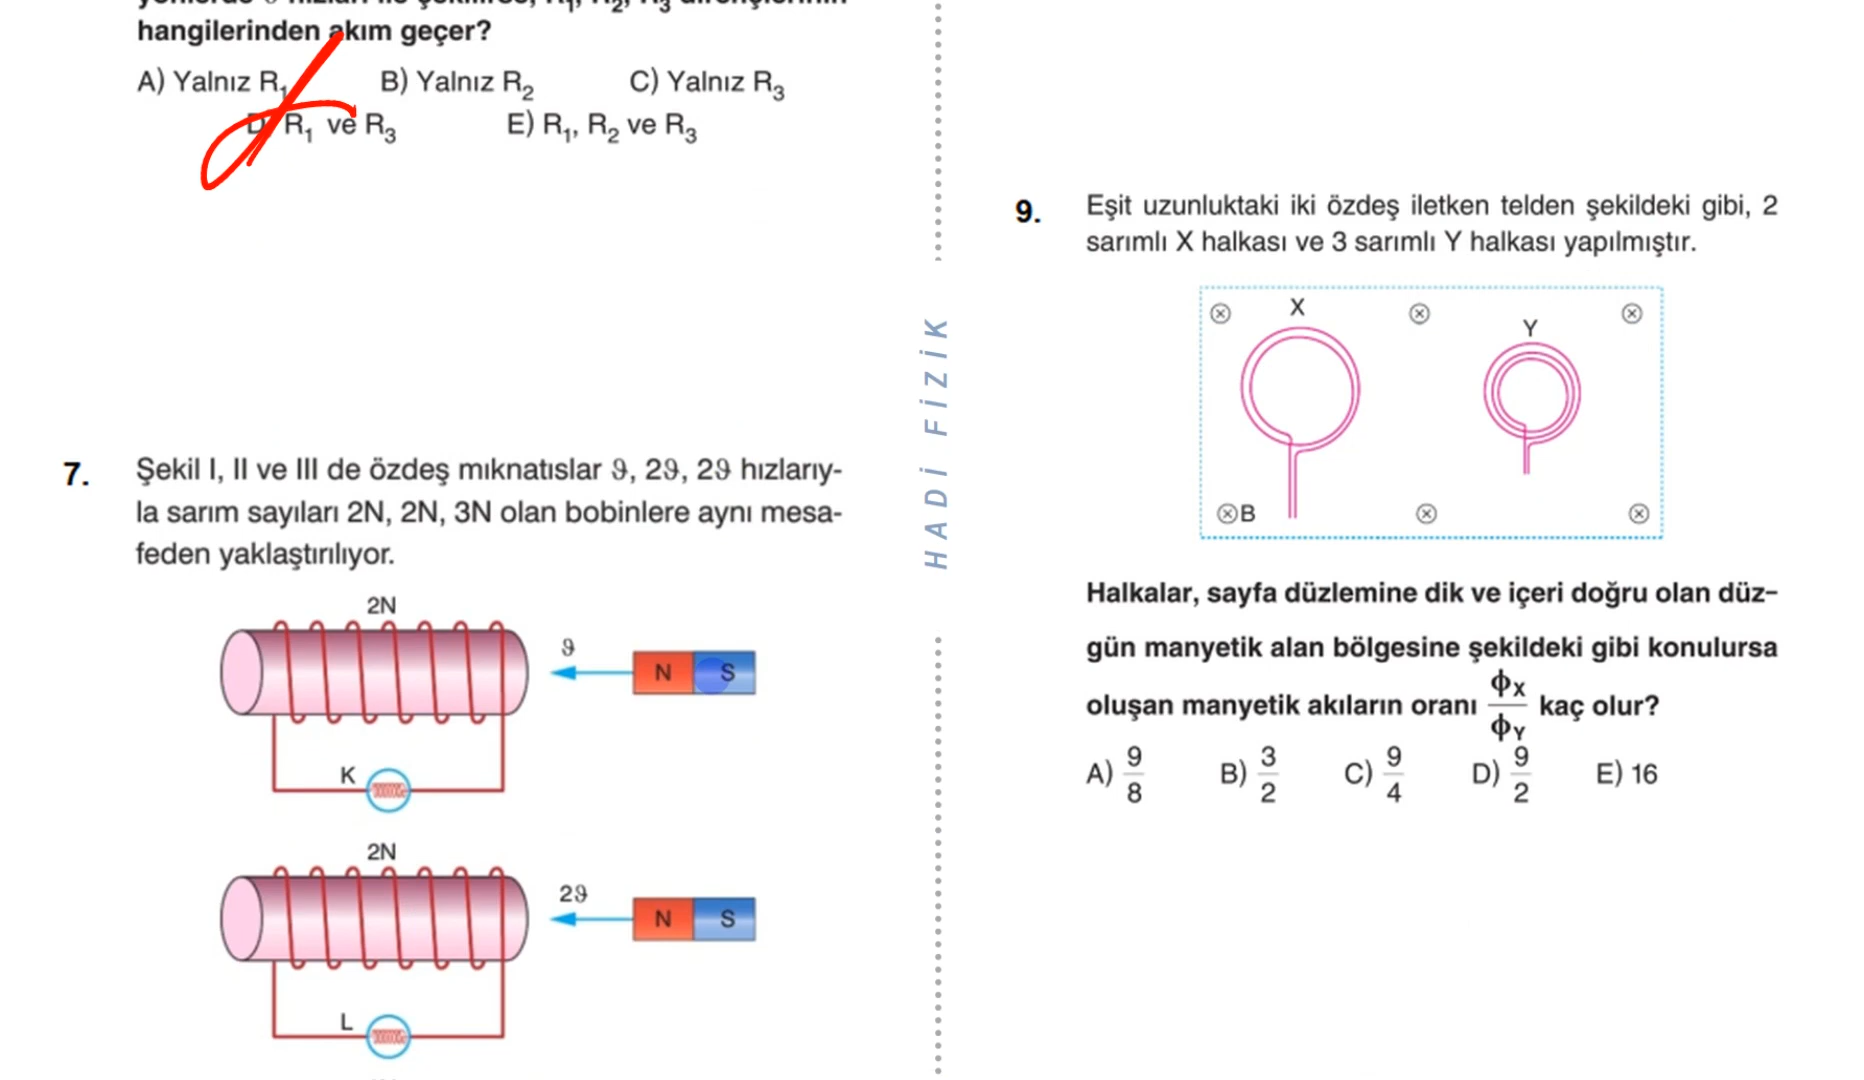 hangilerinden akım geçer?
A) Yalnız R₁ B) Yalnız R₂ C) Yalnız R₃
D) R₁ ve R₃ E) R₁, R₂ ve R₃
7. Şekil I, II ve III de özdeş mıknatıslar ϑ, 2ϑ, 2ϑ hızlarıy-
la sarım sayıları 2N, 2N, 3N olan bobinlere aynı mesa-
feden yaklaştırılıyor.
2N
ϑ
N S
K
2N
2ϑ
N S
L
HADİ FİZİK
9. Eşit uzunluktaki iki özdeş iletken telden şekildeki gibi, 2
sarımlı X halkası ve 3 sarımlı Y halkası yapılmıştır.
X
Y
B
Halkalar, sayfa düzlemine dik ve içeri doğru olan düz-
gün manyetik alan bölgesine şekildeki gibi konulursa
oluşan manyetik akıların oranı ϕX/ϕY kaç olur?
A) 9/8 B) 3/2 C) 9/4 D) 9/2 E) 16